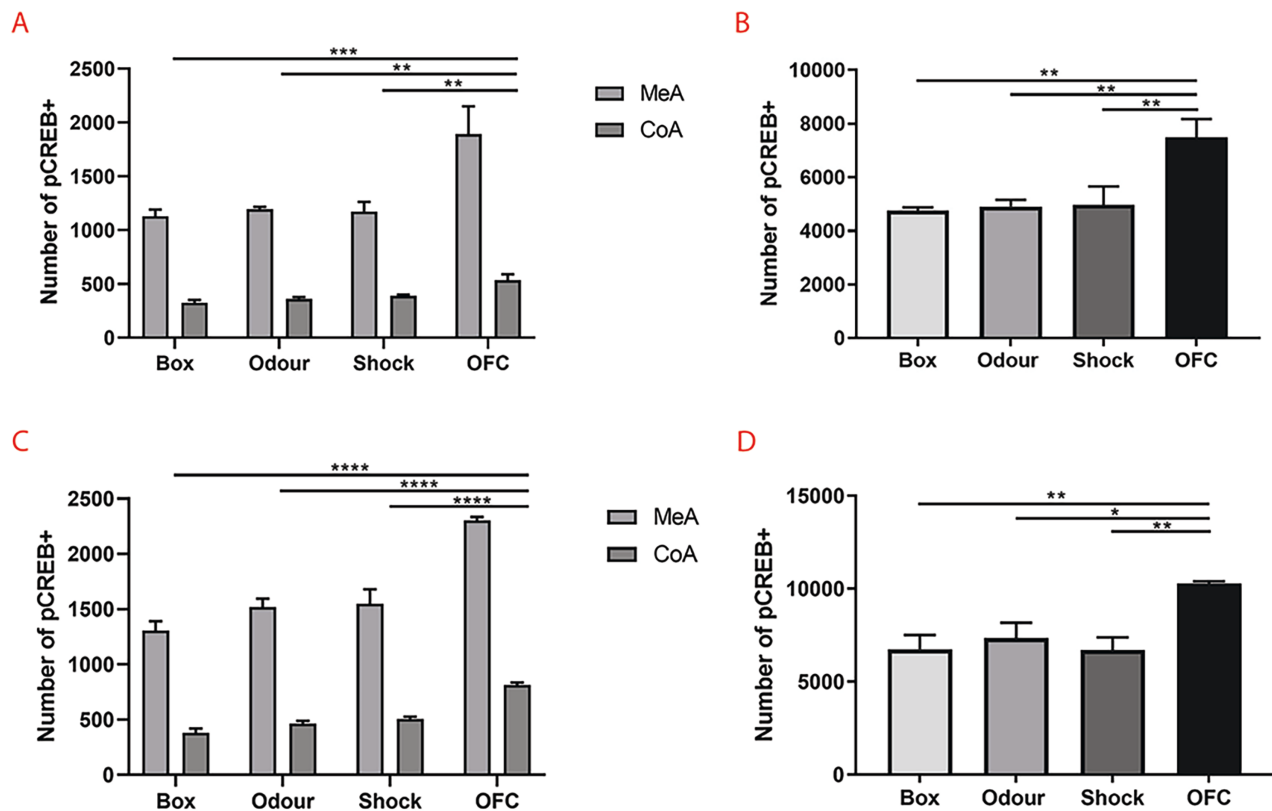 A
***
**
**
2500
2000
1500
1000
500
0
Number of pCREB+
Box Odour Shock OFC
MeA
CoA
B
**
**
**
10000
8000
6000
4000
2000
0
Number of pCREB+
Box Odour Shock OFC
C
****
****
****
2500
2000
1500
1000
500
0
Number of pCREB+
Box Odour Shock OFC
MeA
CoA
D
**
*
**
15000
10000
5000
0
Number of pCREB+
Box Odour Shock OFC